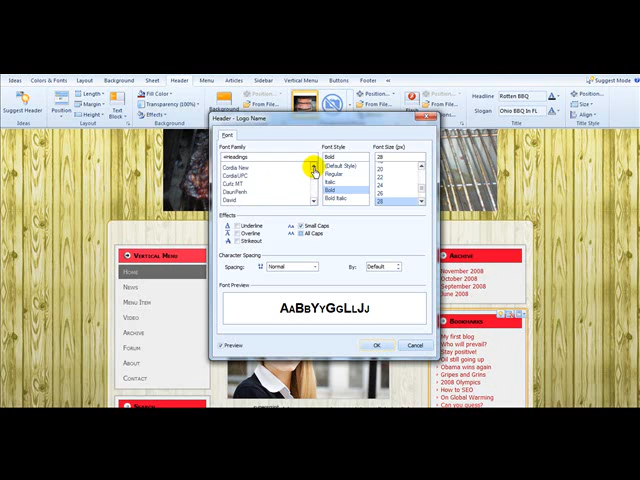 Ideas Colors & Fonts Layout Background Sheet Header Menu Articles Sidebar Vertical Menu Buttons Footer Suggest Mode
Suggest Header
Position...
Length
Margin
Height
Fill Color
Transparency (100%)
Effects
Background
Position...
From File...
Position...
From File...
Flash
Position...
From File...
Headline Rotten BBQ
Slogan Ohio BBQ In FL
Title
Position...
Style
Align
Header - Logo Name
Font
Font Family Font Style Font Size (px)
=Headings Bold 28
Cordia New
CordiaUPC
Curlz MT
DaunPenh
David
(Default Style)
Regular
Italic
Bold
Bold Italic
20
22
24
26
28
Effects
Underline
Overline
Strikeout
Small Caps
All Caps
Character Spacing
Spacing: Normal By: Default
Font Preview
AaBbYyGgLlJj
Preview OK Cancel
Vertical Menu
Home
News
Menu Item
Video
Archive
Forum
About
Contact
Search
Archive
November 2008
October 2008
September 2008
June 2008
Bookmarks
My first blog
Who will prevail?
Stay positive!
Oil still going up
Obama wins again
Gripes and Grins
2008 Olympics
How to SEO
On Global Warming
Can you guess?
superscript